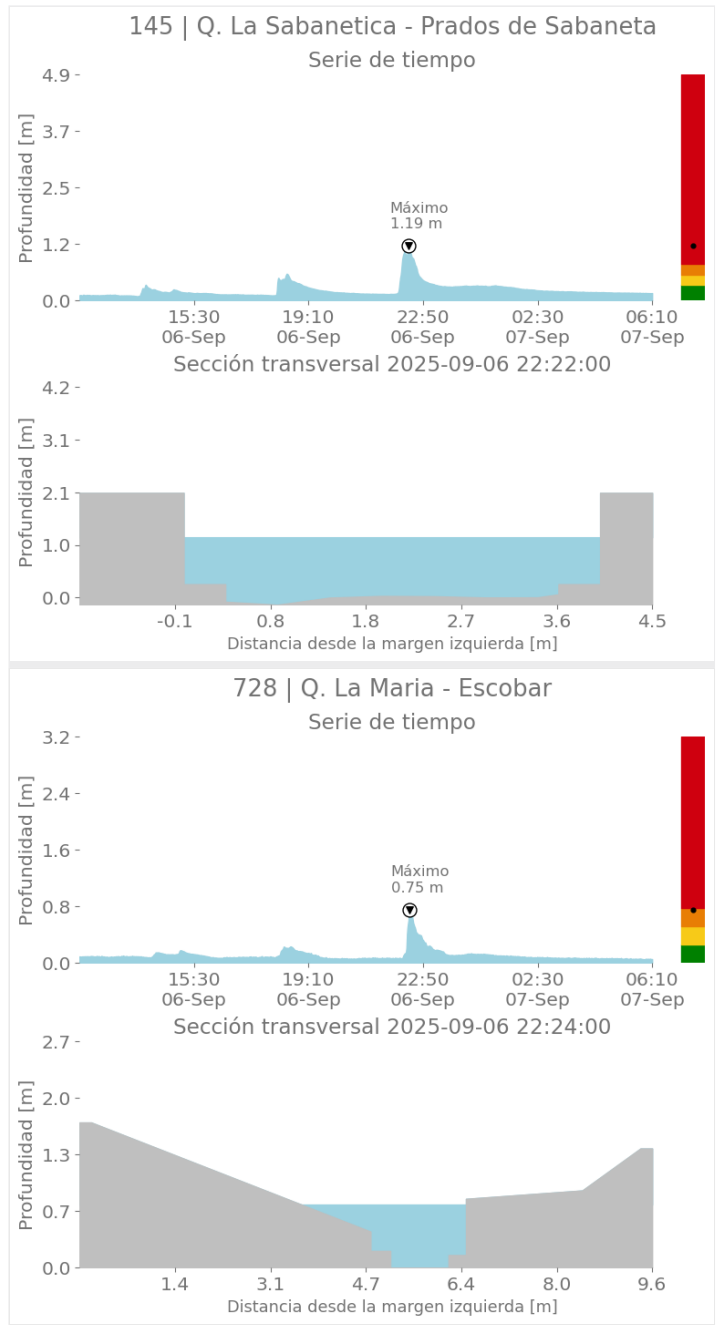 145 | Q. La Sabanetica - Prados de Sabaneta
Serie de tiempo
Profundidad [m]
4.9
3.7
2.5
1.2
0.0
Máximo
1.19 m
15:30 19:10 22:50 02:30 06:10
06-Sep 06-Sep 06-Sep 07-Sep 07-Sep
Sección transversal 2025-09-06 22:22:00
Profundidad [m]
4.2
3.1
2.1
1.0
0.0
-0.1 0.8 1.8 2.7 3.6 4.5
Distancia desde la margen izquierda [m]
728 | Q. La Maria - Escobar
Serie de tiempo
Profundidad [m]
3.2
2.4
1.6
0.8
0.0
Máximo
0.75 m
15:30 19:10 22:50 02:30 06:10
06-Sep 06-Sep 06-Sep 07-Sep 07-Sep
Sección transversal 2025-09-06 22:24:00
Profundidad [m]
2.7
2.0
1.3
0.7
0.0
1.4 3.1 4.7 6.4 8.0 9.6
Distancia desde la margen izquierda [m]